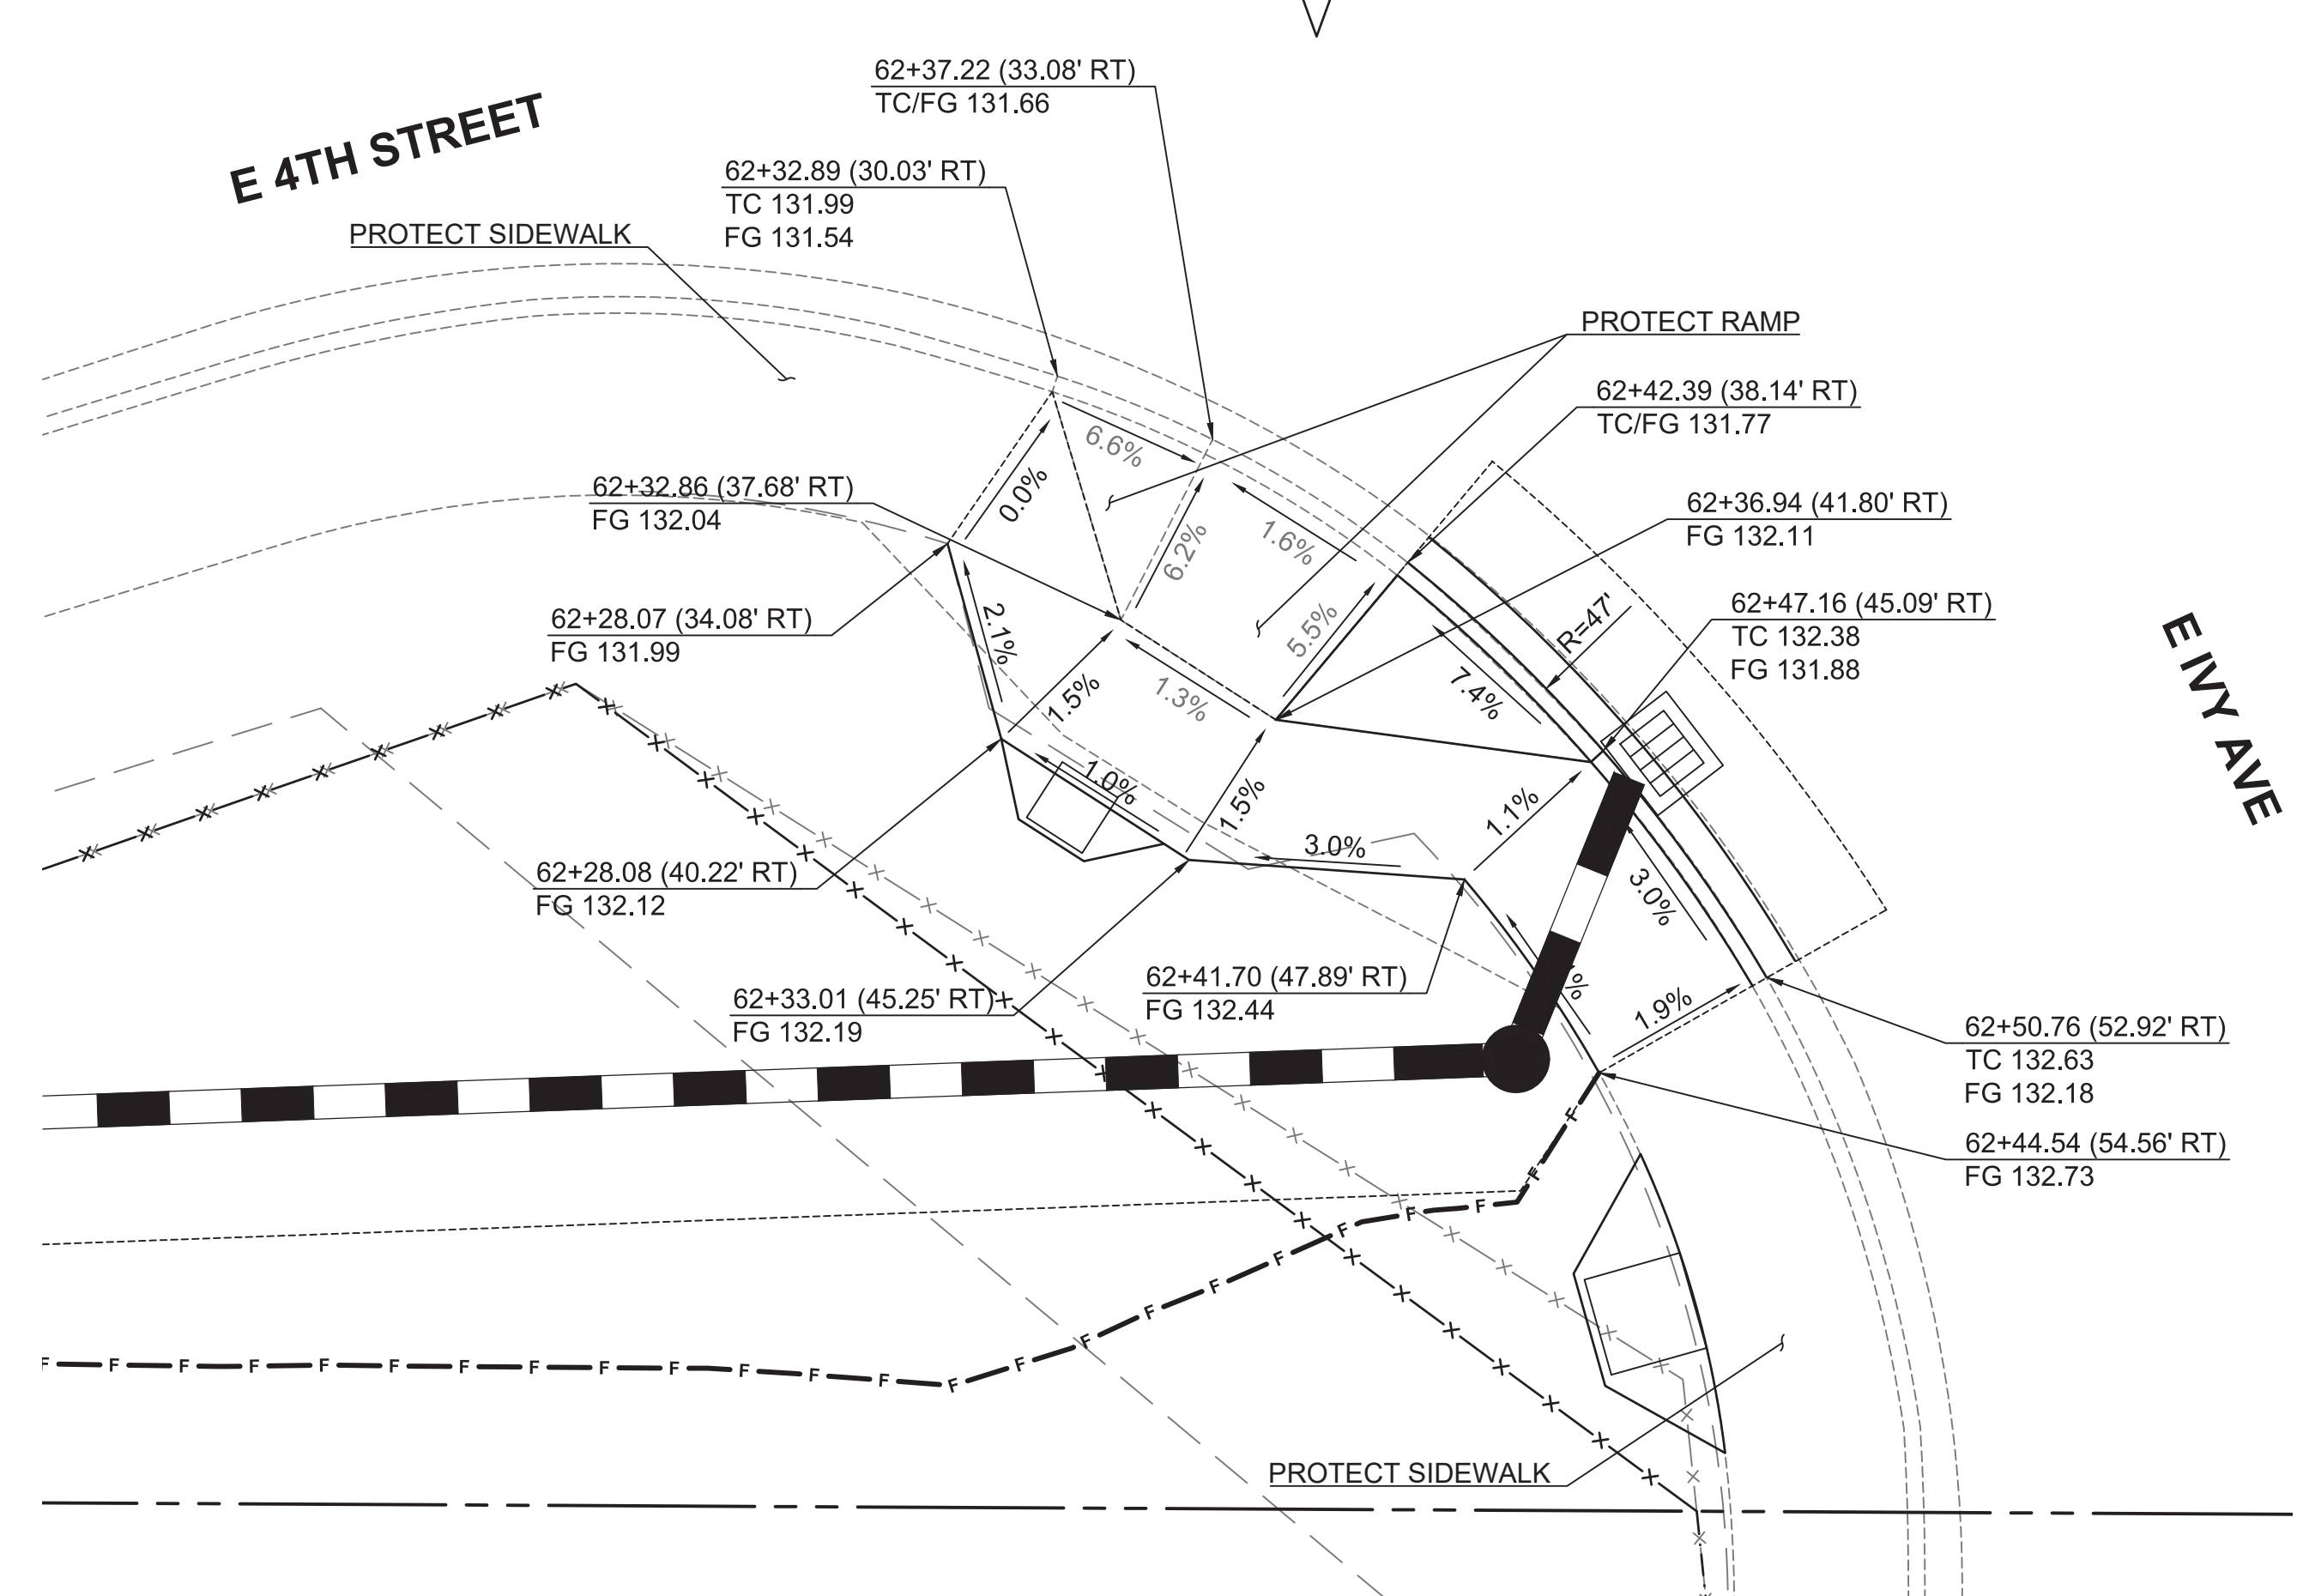 62+37.22 (33.08' RT)
TC/FG 131.66
E 4TH STREET
62+32.89 (30.03' RT)
TC 131.99
FG 131.54
PROTECT SIDEWALK
PROTECT RAMP
62+42.39 (38.14' RT)
TC/FG 131.77
6.6%
0.0%
62+32.86 (37.68' RT)
FG 132.04
62+36.94 (41.80' RT)
FG 132.11
1.6%
6.2%
62+28.07 (34.08' RT)
FG 131.99
2.1%
5.5%
R=47'
62+47.16 (45.09' RT)
TC 132.38
FG 131.88
E IVY AVE
1.5%
1.3%
7.4%
1.0%
1.5%
1.1%
3.0%
62+28.08 (40.22' RT)
FG 132.12
3.0%
62+33.01 (45.25' RT)
FG 132.19
62+41.70 (47.89' RT)
FG 132.44
1.9%
62+50.76 (52.92' RT)
TC 132.63
FG 132.18
62+44.54 (54.56' RT)
FG 132.73
F F F F F F F F F F F F F F F F F F F F F F F
PROTECT SIDEWALK